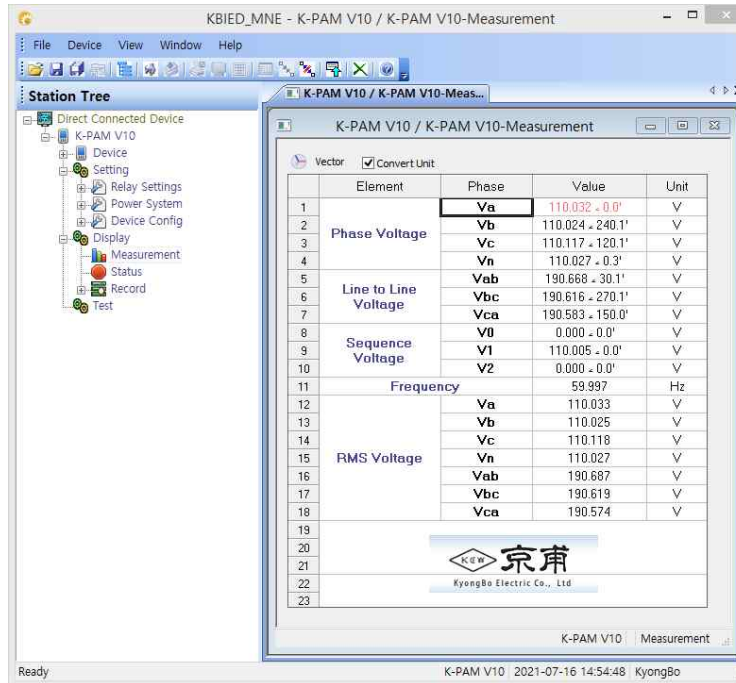 KBIED_MNE - K-PAM V10 / K-PAM V10-Measurement
File Device View Window Help
Station Tree
Direct Connected Device
K-PAM V10
Device
Setting
Relay Settings
Power System
Device Config
Display
Measurement
Status
Record
Test
K-PAM V10 / K-PAM V10-Meas...
K-PAM V10 / K-PAM V10-Measurement
Vector Convert Unit
Element Phase Value Unit
1 Phase Voltage Va 110.032 ∠ 0.0' V
2 Vb 110.024 ∠ 240.1' V
3 Vc 110.117 ∠ 120.1' V
4 Vn 110.027 ∠ 0.3' V
5 Line to Line Voltage Vab 190.668 ∠ 30.1' V
6 Vbc 190.616 ∠ 270.1' V
7 Vca 190.583 ∠ 150.0' V
8 Sequence Voltage V0 0.000 ∠ 0.0' V
9 V1 110.005 ∠ 0.0' V
10 V2 0.000 ∠ 0.0' V
11 Frequency 59.997 Hz
12 RMS Voltage Va 110.033 V
13 Vb 110.025 V
14 Vc 110.118 V
15 Vn 110.027 V
16 Vab 190.687 V
17 Vbc 190.619 V
18 Vca 190.574 V
19
20
21 KEW 京甫
22 KyongBo Electric Co., Ltd
23
K-PAM V10 Measurement
Ready K-PAM V10 2021-07-16 14:54:48 KyongBo